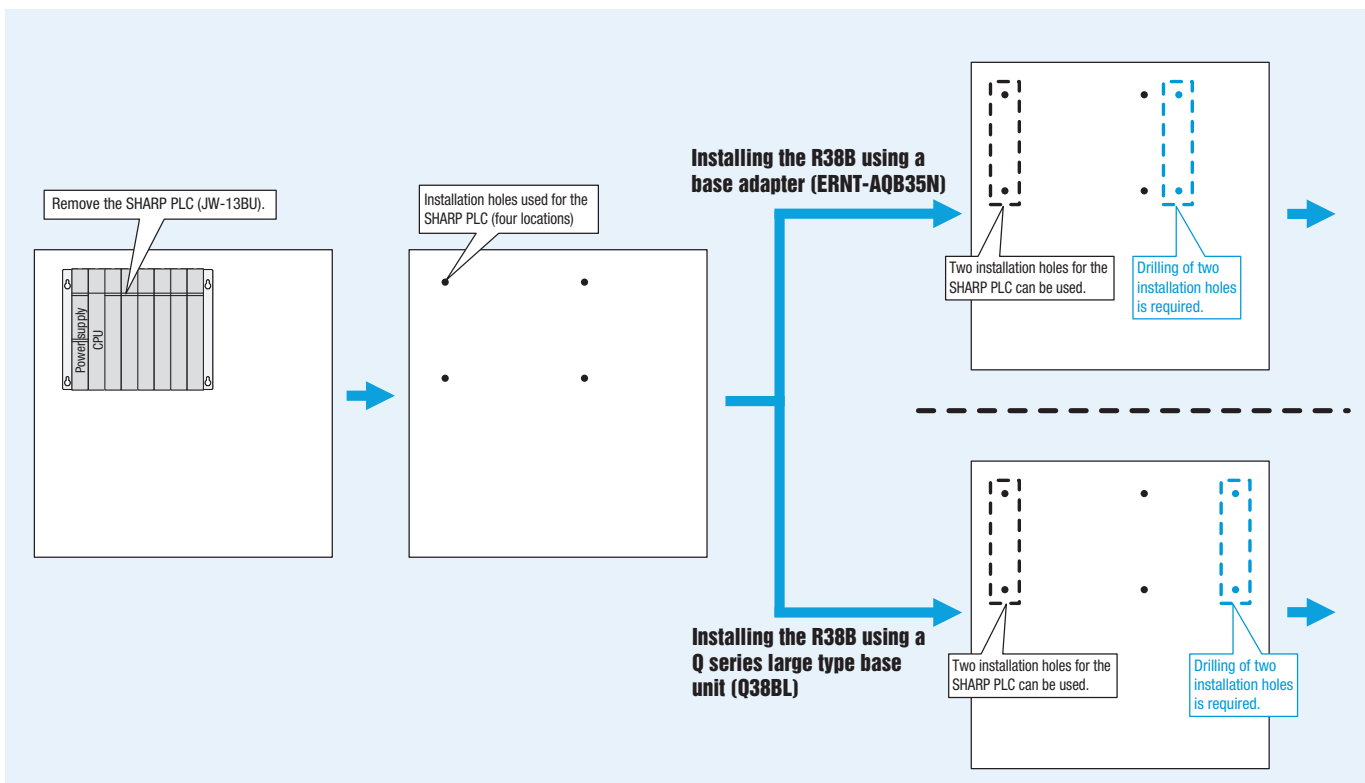 Remove the SHARP PLC (JW-13BU).
Power supply
CPU
Installation holes used for the
SHARP PLC (four locations)
Installing the R38B using a
base adapter (ERNT-AQB35N)
Two installation holes for the
SHARP PLC can be used.
Drilling of two
installation holes
is required.
Installing the R38B using a
Q series large type base
unit (Q38BL)
Two installation holes for the
SHARP PLC can be used.
Drilling of two
installation holes
is required.